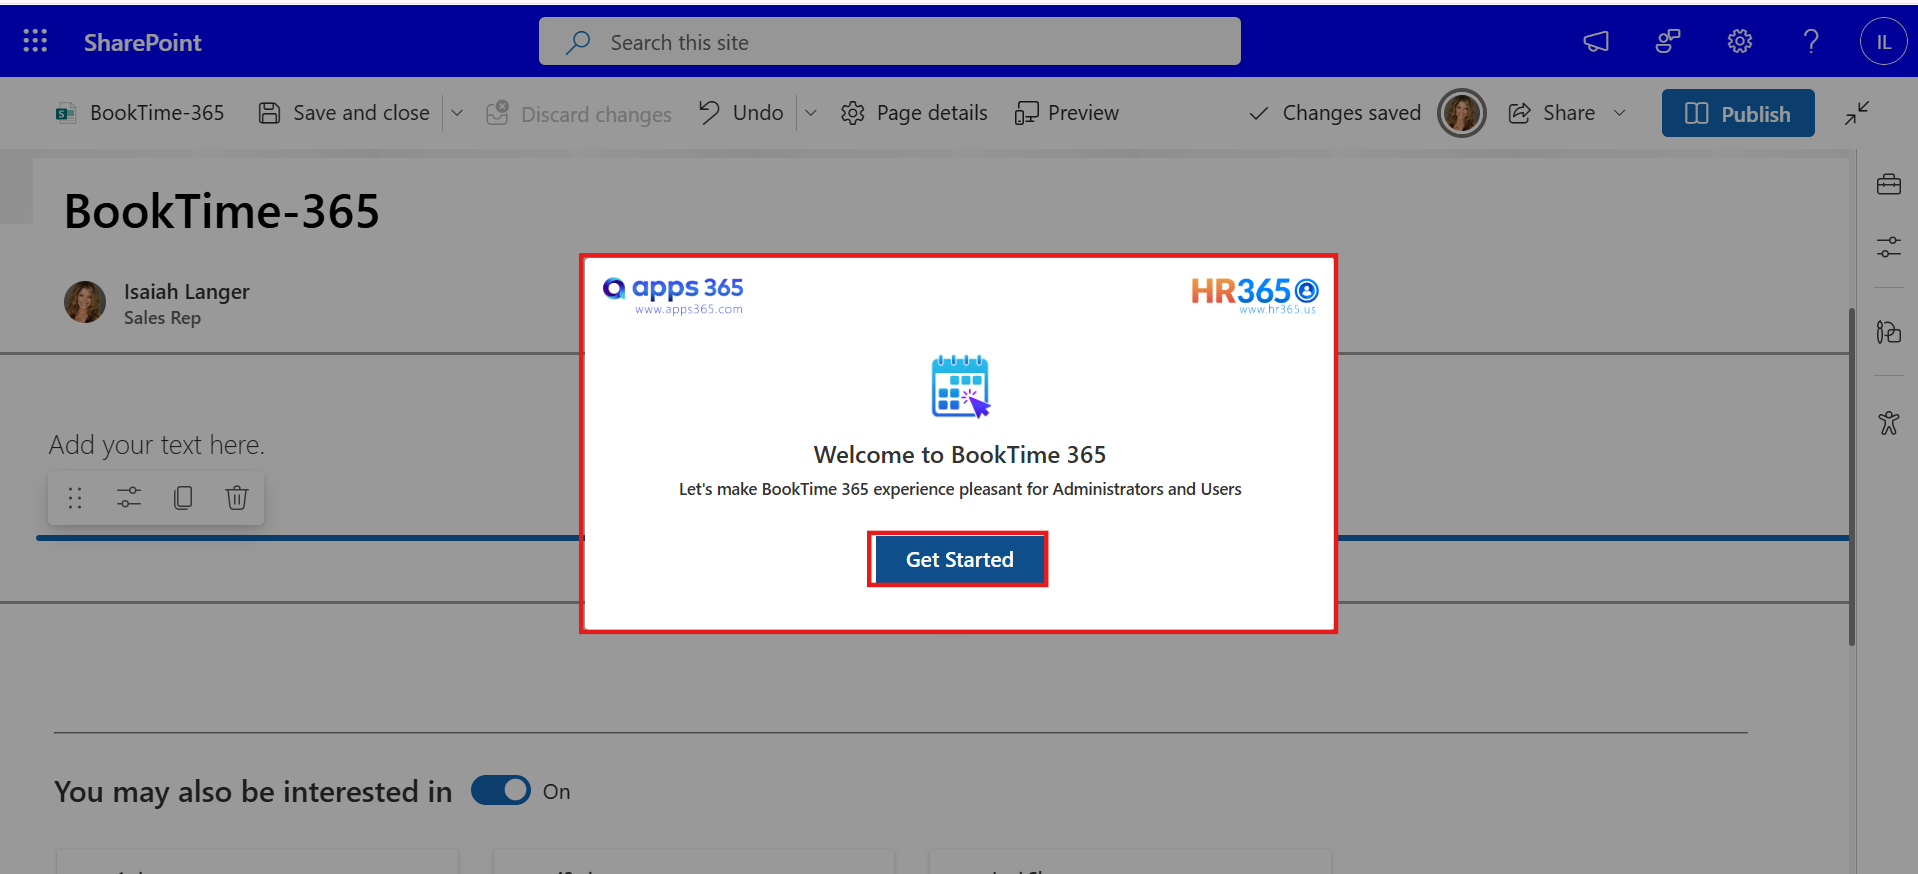 SharePoint
Search this site
IL
BookTime-365
Save and close
Discard changes
Undo
Page details
Preview
Changes saved
Share
Publish
BookTime-365
Isaiah Langer
Sales Rep
apps 365
www.apps365.com
HR365
www.hr365.us
Welcome to BookTime 365
Let's make BookTime 365 experience pleasant for Administrators and Users
Get Started
Add your text here.
You may also be interested in
On